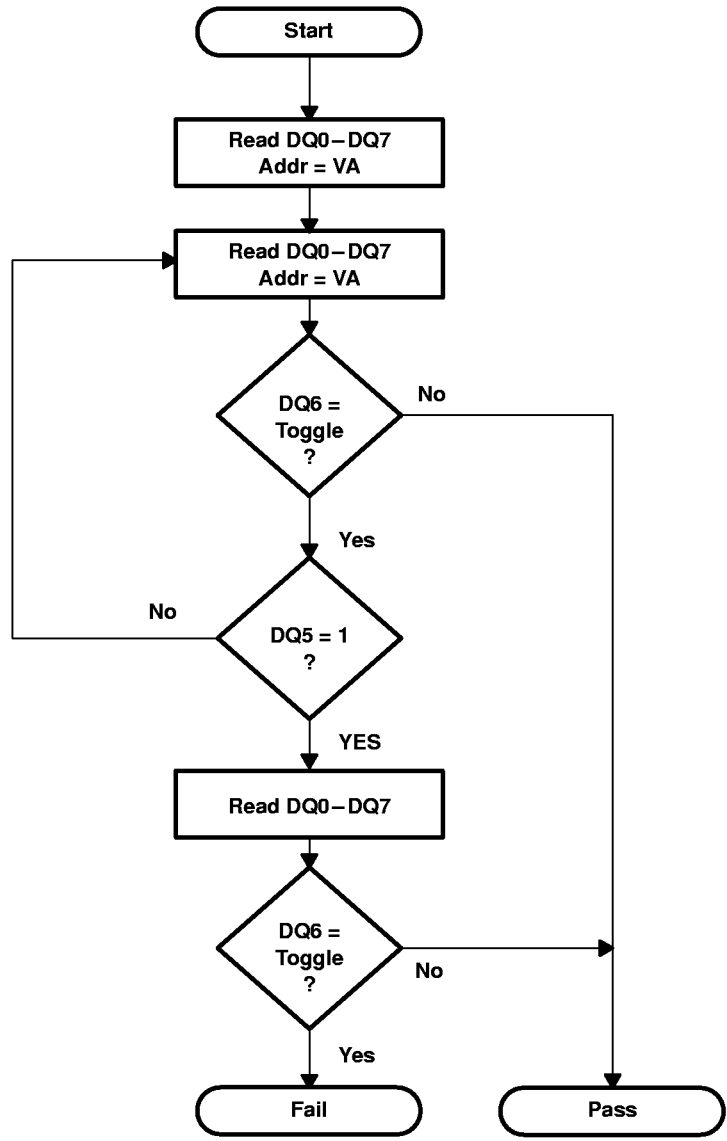 Start
Read DQ0–DQ7
Addr = VA
Read DQ0–DQ7
Addr = VA
DQ6 =
Toggle
?
No
Yes
DQ5 = 1
?
No
YES
Read DQ0–DQ7
DQ6 =
Toggle
?
No
Yes
Fail
Pass